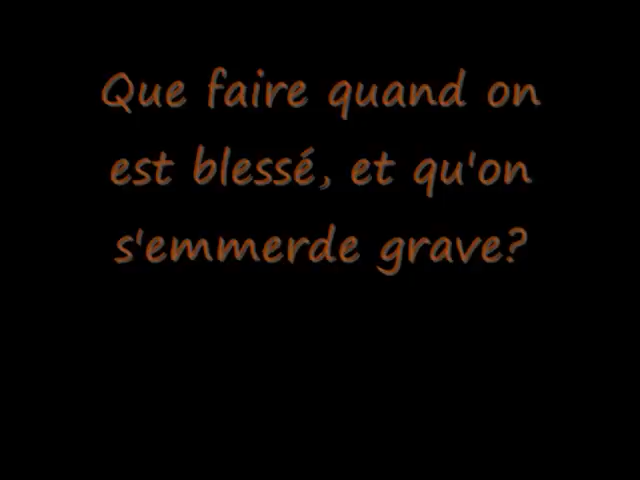 Que faire quand on
est blessé, et qu'on
s'emmerde grave?